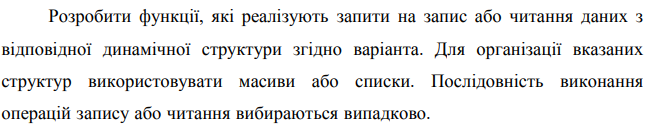 Розробити функції, які реалізують запити на запис або читання даних з
відповідної динамічної структури згідно варіанта. Для організації вказаних
структур використовувати масиви або списки. Послідовність виконання
операцій запису або читання вибираються випадково.